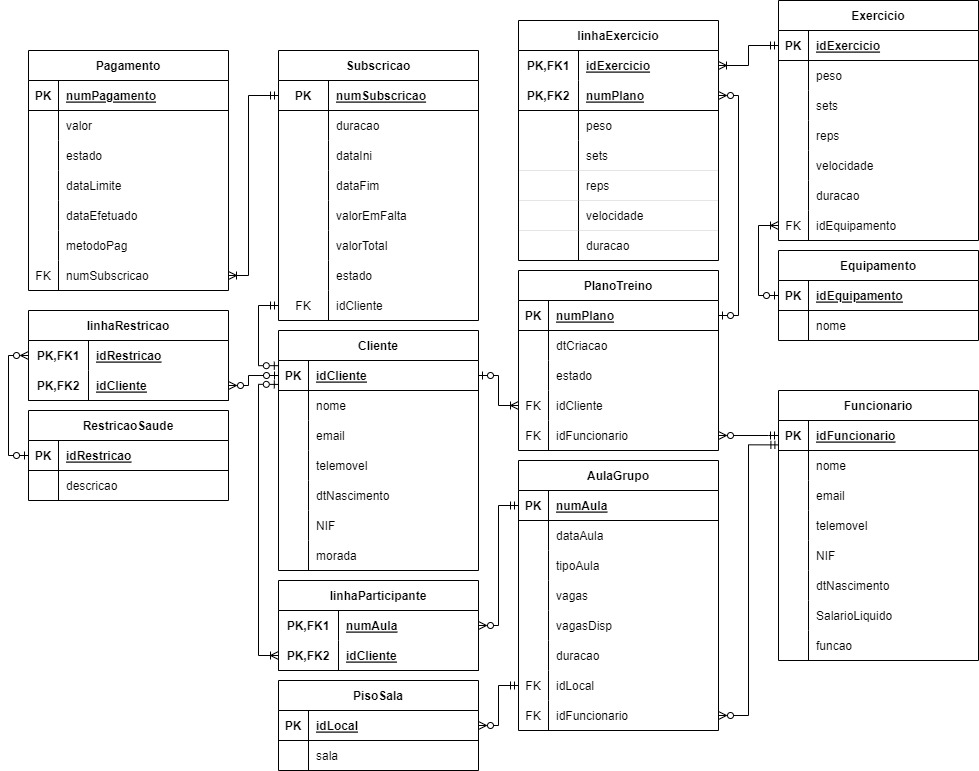 Pagamento
PK numPagamento
valor
estado
dataLimite
dataEfetuado
metodoPag
FK numSubscricao
linhaRestricao
PK,FK1 idRestricao
PK,FK2 idCliente
RestricaoSaude
PK idRestricao
descricao
Subscricao
PK numSubscricao
duracao
dataIni
dataFim
valorEmFalta
valorTotal
estado
FK idCliente
Cliente
PK idCliente
nome
email
telemovel
dtNascimento
NIF
morada
linhaParticipante
PK,FK1 numAula
PK,FK2 idCliente
PisoSala
PK idLocal
sala
linhaExercicio
PK,FK1 idExercicio
PK,FK2 numPlano
peso
sets
reps
velocidade
duracao
PlanoTreino
PK numPlano
dtCriacao
estado
FK idCliente
FK idFuncionario
AulaGrupo
PK numAula
dataAula
tipoAula
vagas
vagasDisp
duracao
FK idLocal
FK idFuncionario
Exercicio
PK idExercicio
peso
sets
reps
velocidade
duracao
FK idEquipamento
Equipamento
PK idEquipamento
nome
Funcionario
PK idFuncionario
nome
email
telemovel
NIF
dtNascimento
SalarioLiquido
funcao